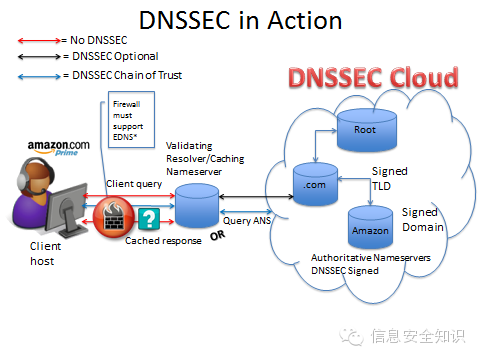 DNSSEC in Action
= No DNSSEC
= DNSSEC Optional
= DNSSEC Chain of Trust
DNSSEC Cloud
Firewall
must
support
EDNS*
amazon.com
Prime
Validating
Resolver/Caching
Nameserver
Root
.com
Signed
TLD
Client query
?
Query ANS
Cached response
OR
Signed
Domain
Amazon
Client
host
Authoritative Nameservers
DNSSEC Signed
信息安全知识